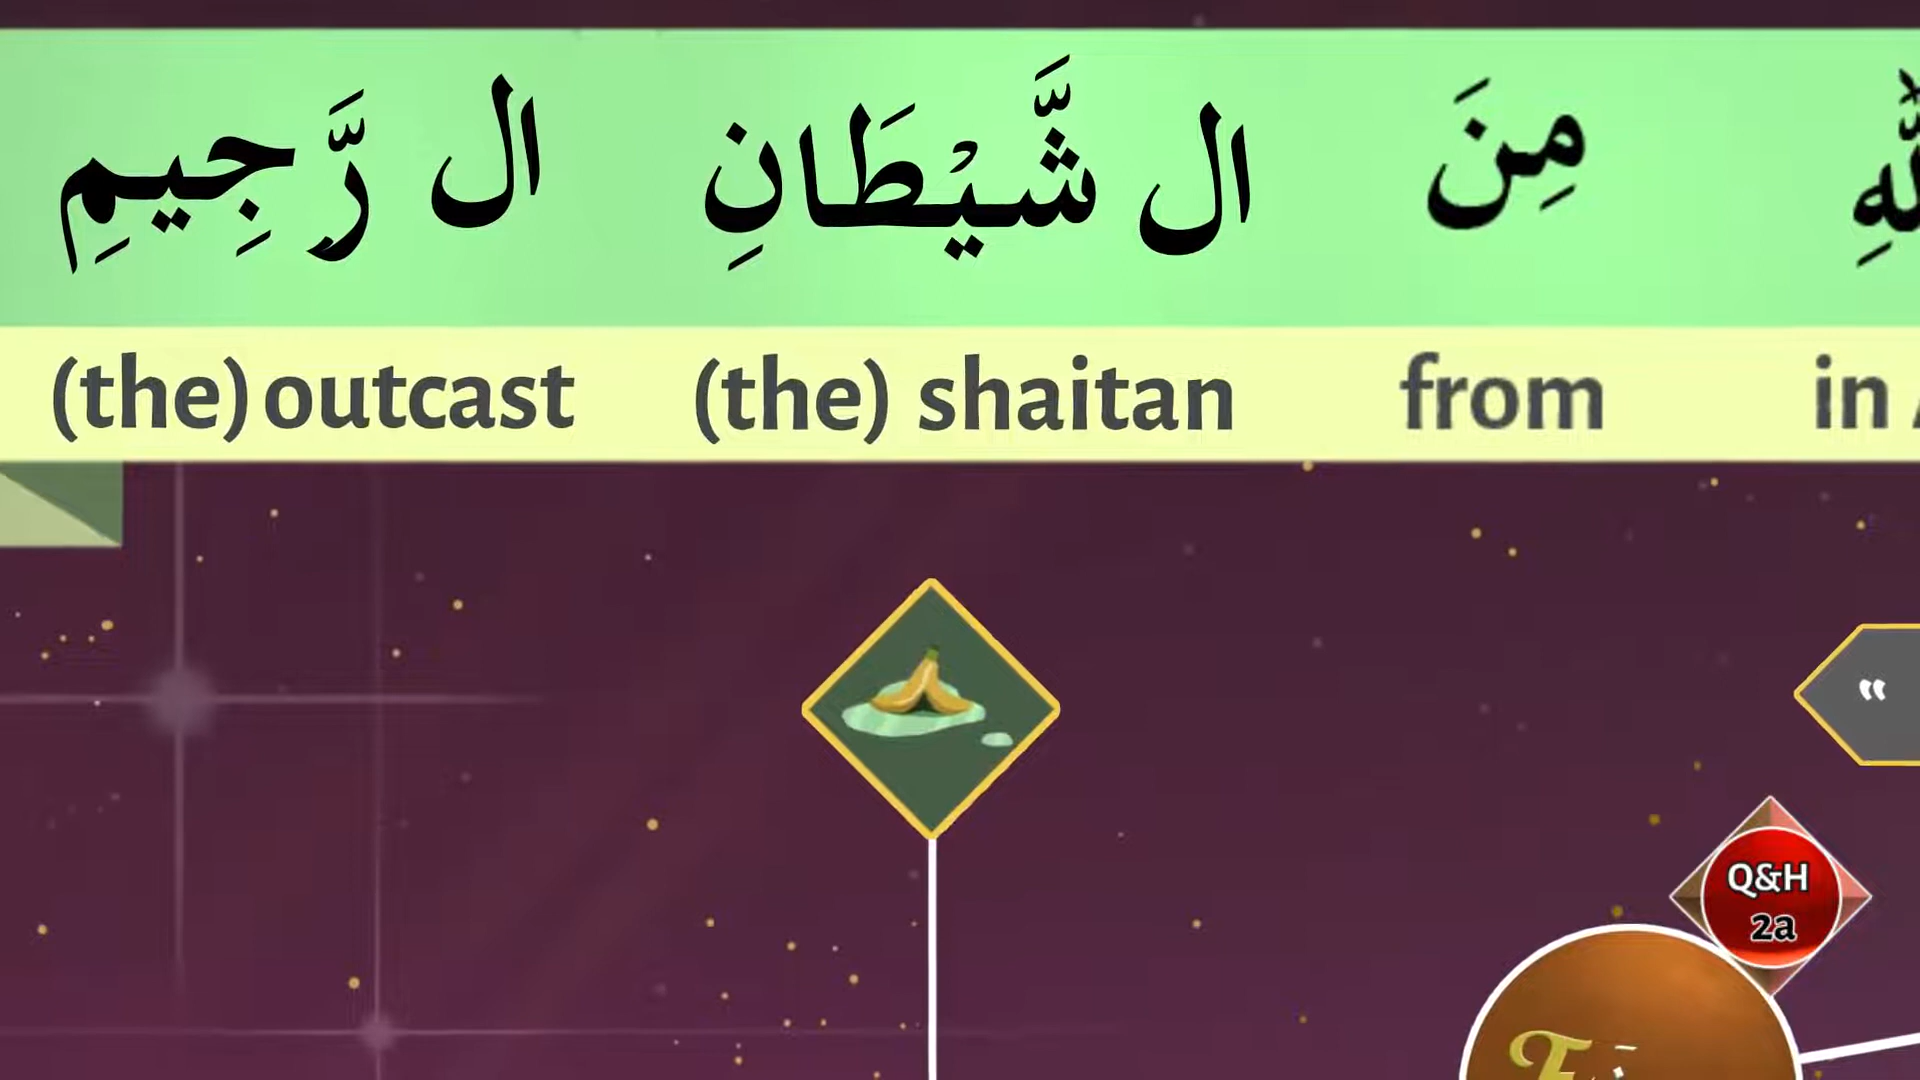 مِنَ ال شَّيْطَانِ ال رَّجِيمِ
(the) outcast (the) shaitan from in
“
Q&H
2a